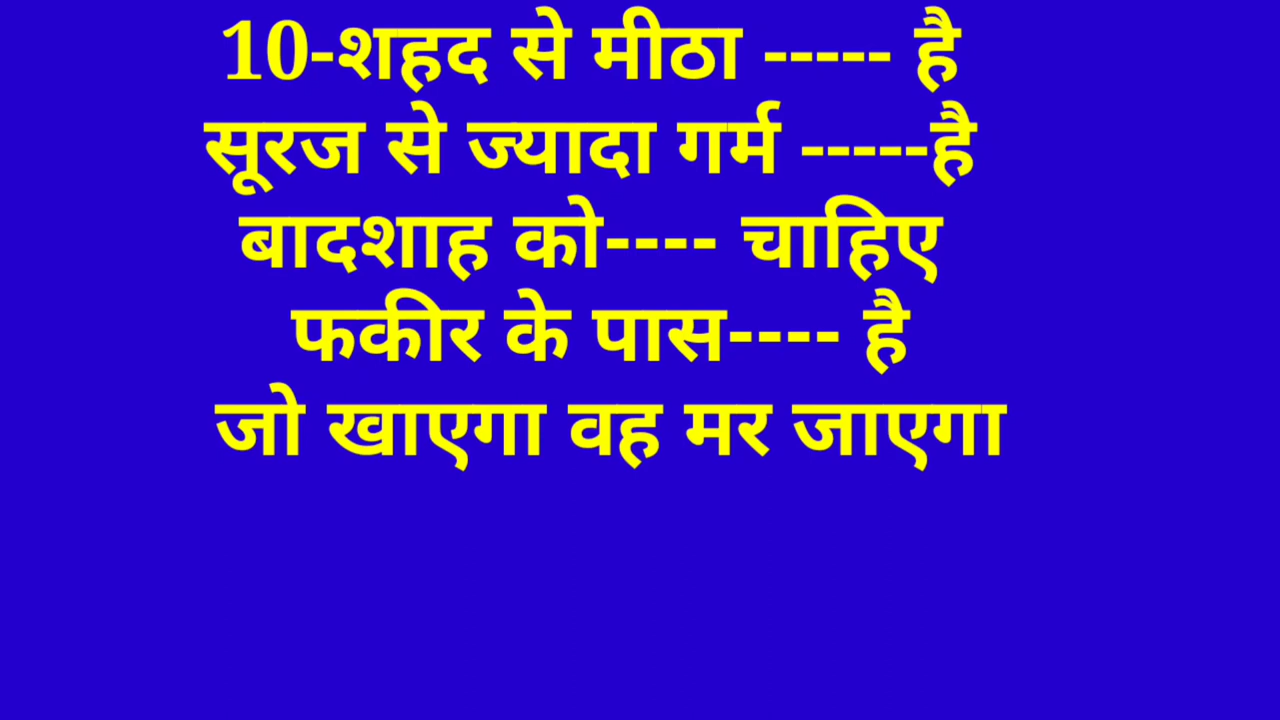 10-शहद से मीठा ----- है
सूरज से ज्यादा गर्म -----है
बादशाह को---- चाहिए
फकीर के पास---- है
जो खाएगा वह मर जाएगा